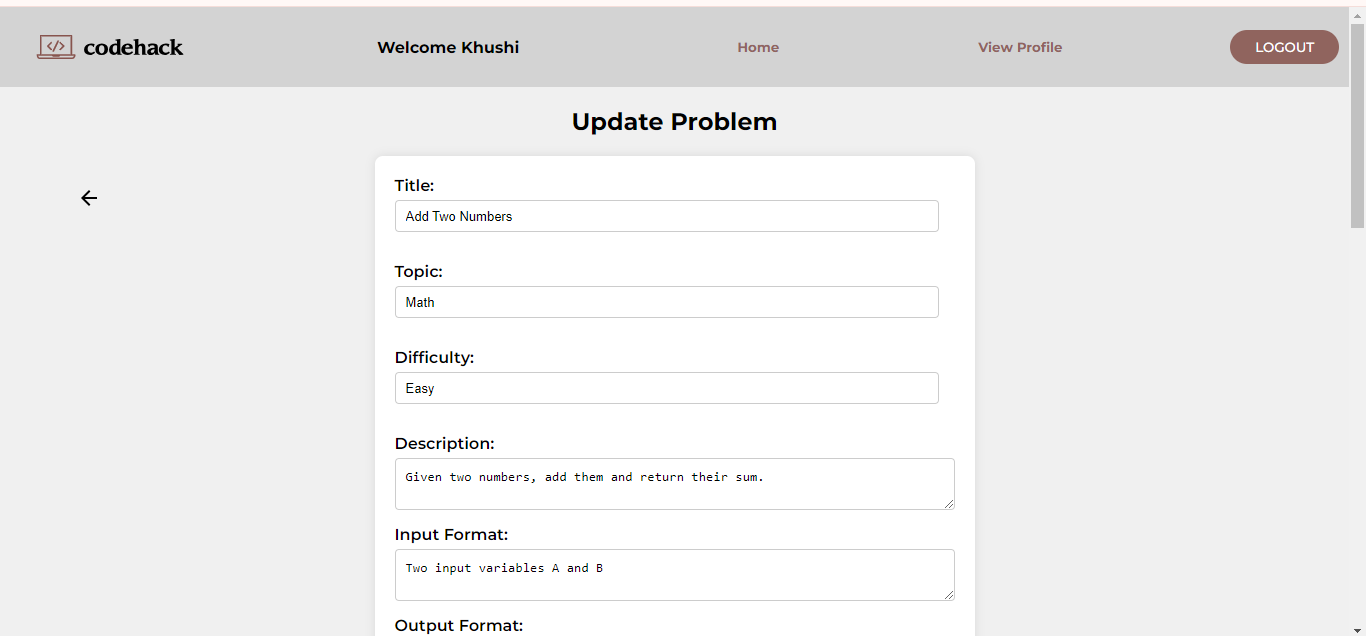 </> codehack
Welcome Khushi
Home
View Profile
LOGOUT
Update Problem
Title:
Add Two Numbers
Topic:
Math
Difficulty:
Easy
Description:
Given two numbers, add them and return their sum.
Input Format:
Two input variables A and B
Output Format: